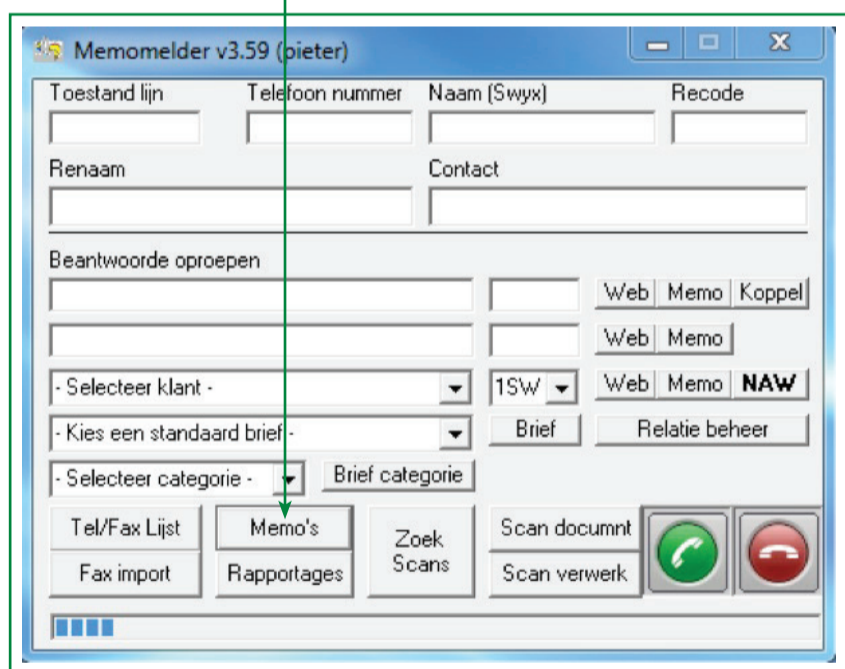 Memomelder v3.59 (pieter)
Toestand lijn Telefoon nummer Naam (Swyx) Recode
Renaam Contact
Beantwoorde oproepen
Web Memo Koppel
Web Memo
- Selecteer klant - 1SW Web Memo NAW
- Kies een standaard brief - Brief Relatie beheer
- Selecteer categorie - Brief categorie
Tel/Fax Lijst Memo's Zoek Scans Scan documnt
Fax import Rapportages Scan verwerk